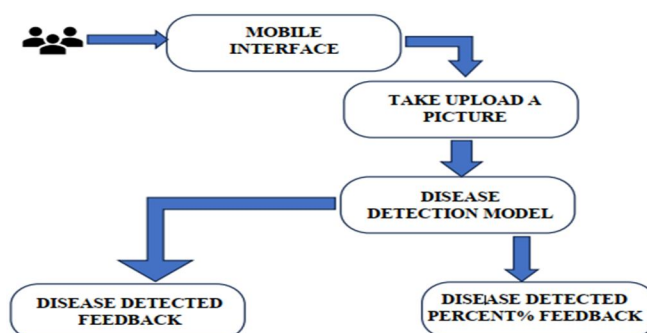 MOBILE
INTERFACE
TAKE UPLOAD A
PICTURE
DISEASE
DETECTION MODEL
DISEASE DETECTED
FEEDBACK
DISEASE DETECTED
PERCENT% FEEDBACK